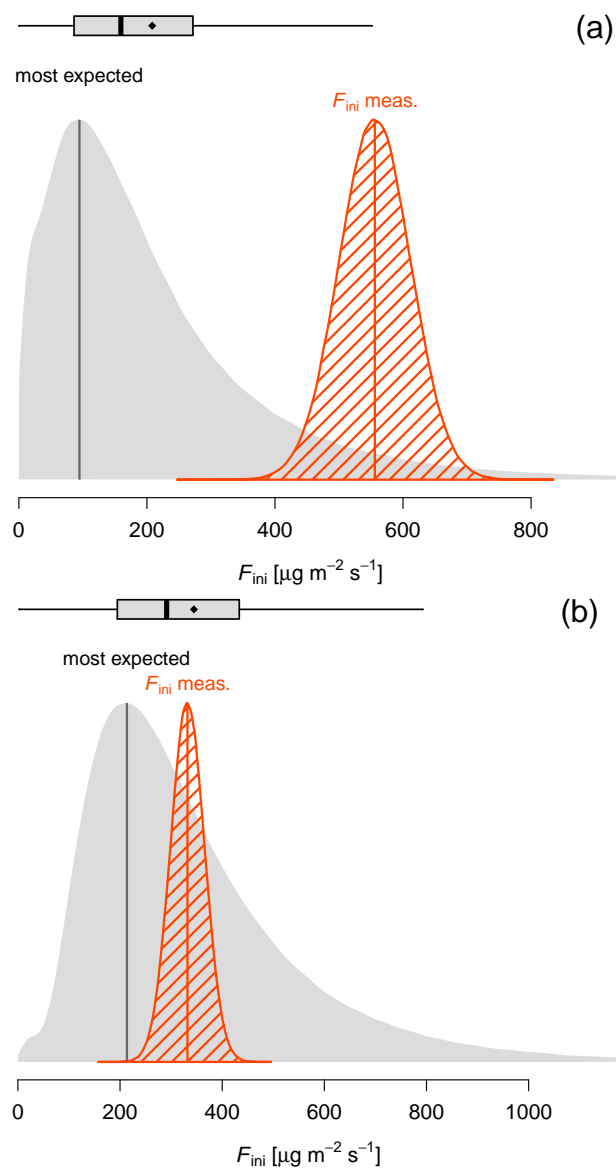 (a)
most expected
F_ini meas.
0 200 400 600 800
F_ini [μg m⁻² s⁻¹]
(b)
most expected
F_ini meas.
0 200 400 600 800 1000
F_ini [μg m⁻² s⁻¹]